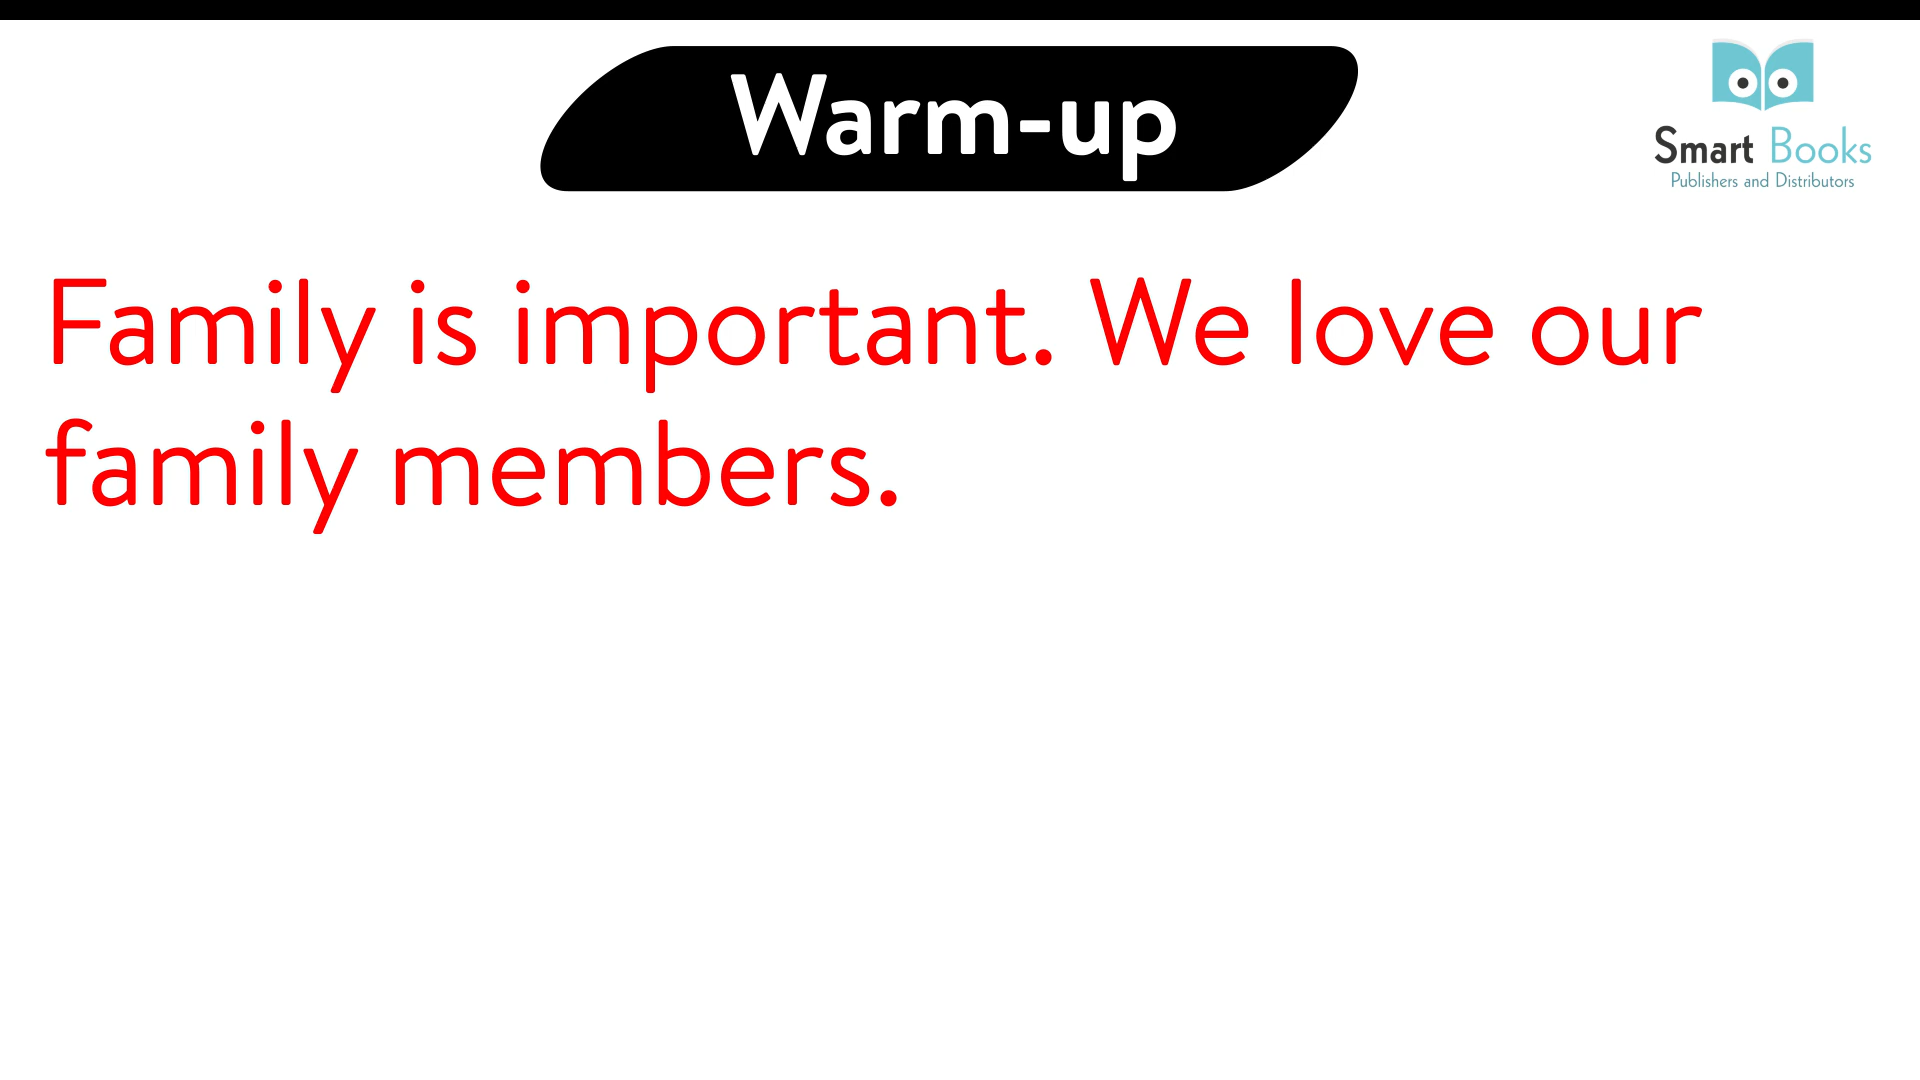 Warm-up
Smart Books
Publishers and Distributors
Family is important. We love our
family members.